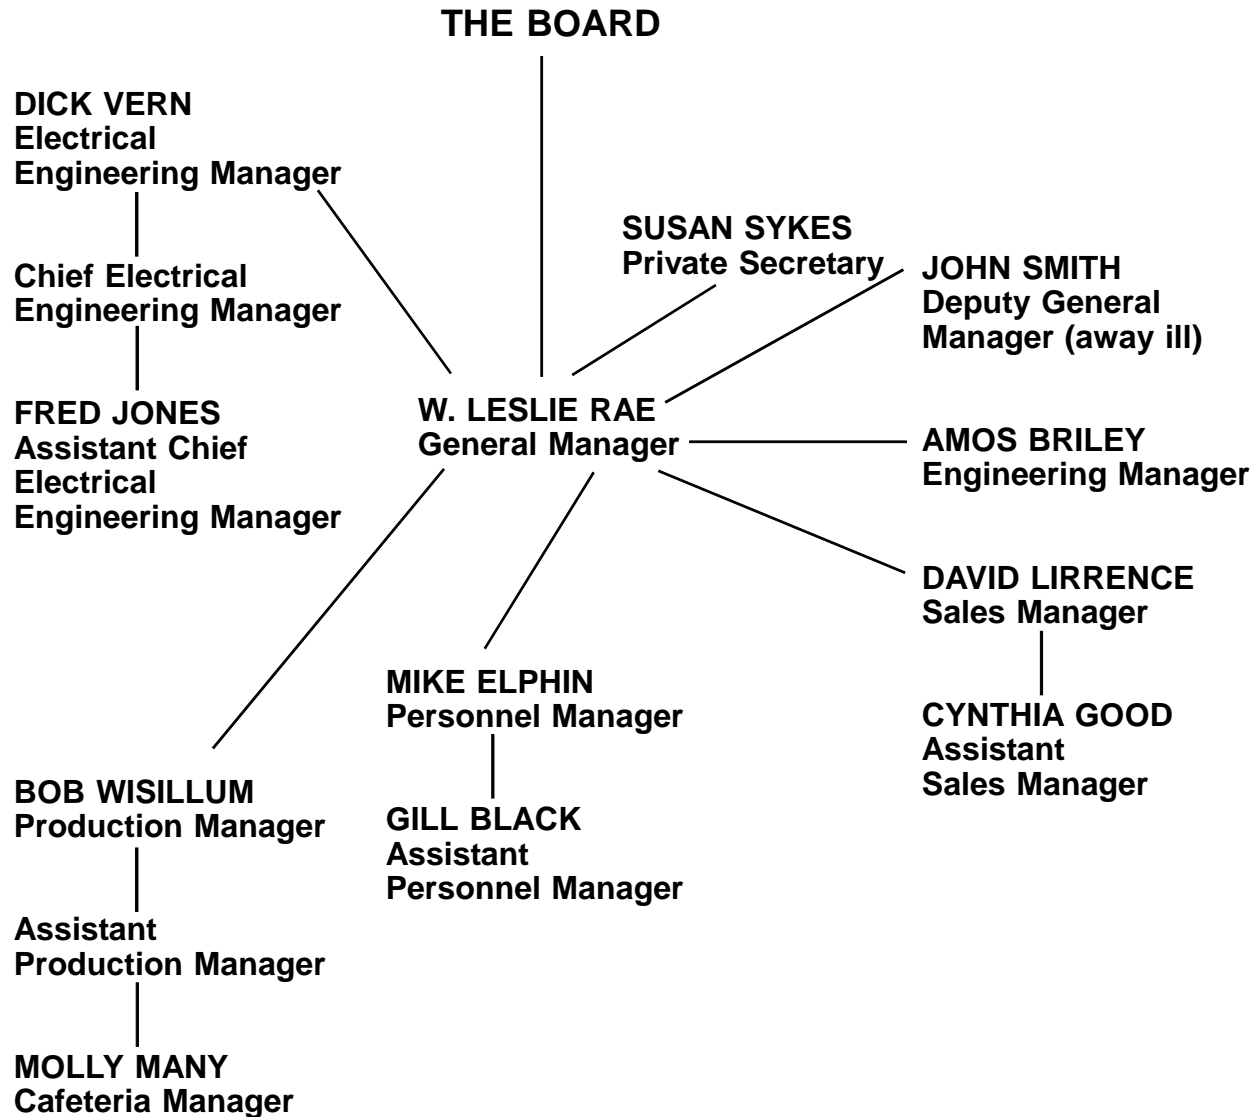 THE BOARD
DICK VERN
Electrical
Engineering Manager
Chief Electrical
Engineering Manager
FRED JONES
Assistant Chief
Electrical
Engineering Manager
SUSAN SYKES
Private Secretary
JOHN SMITH
Deputy General
Manager (away ill)
W. LESLIE RAE
General Manager
AMOS BRILEY
Engineering Manager
DAVID LIRRENCE
Sales Manager
CYNTHIA GOOD
Assistant
Sales Manager
MIKE ELPHIN
Personnel Manager
GILL BLACK
Assistant
Personnel Manager
BOB WISILLUM
Production Manager
Assistant
Production Manager
MOLLY MANY
Cafeteria Manager